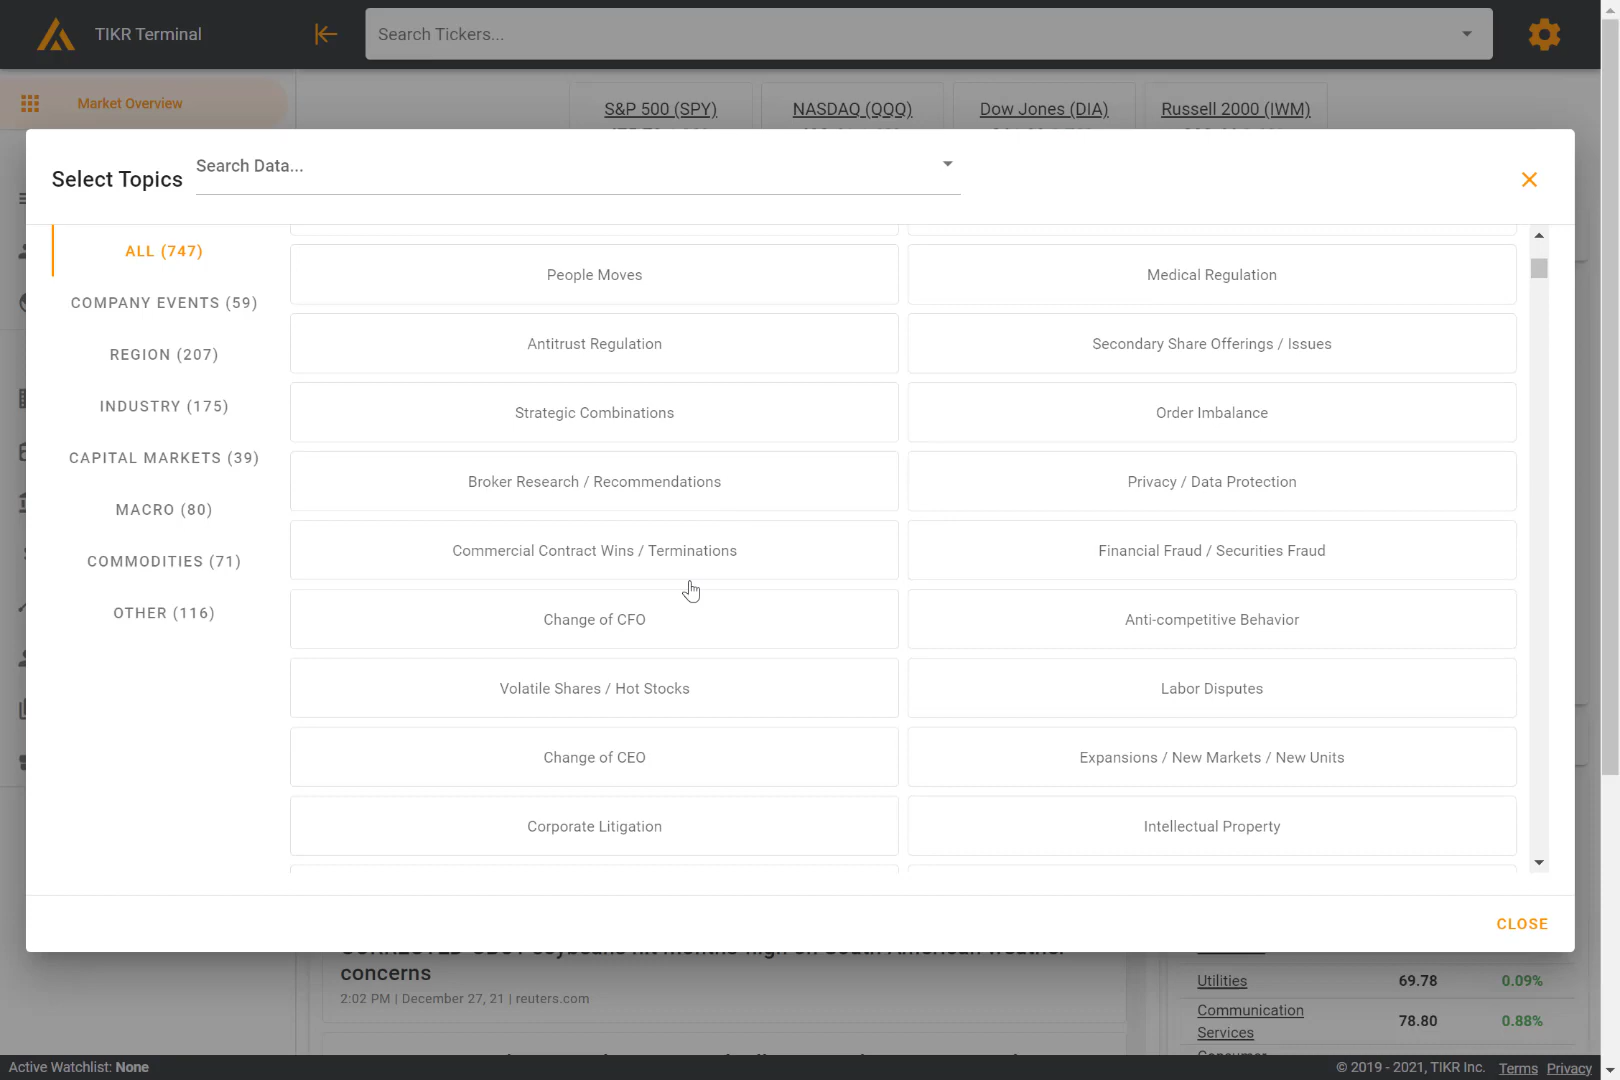 TIKR Terminal
Search Tickers...
Market Overview
S&P 500 (SPY)
NASDAQ (QQQ)
Dow Jones (DIA)
Russell 2000 (IWM)
Select Topics
Search Data...
ALL (747)
COMPANY EVENTS (59)
REGION (207)
INDUSTRY (175)
CAPITAL MARKETS (39)
MACRO (80)
COMMODITIES (71)
OTHER (116)
People Moves
Medical Regulation
Antitrust Regulation
Secondary Share Offerings / Issues
Strategic Combinations
Order Imbalance
Broker Research / Recommendations
Privacy / Data Protection
Commercial Contract Wins / Terminations
Financial Fraud / Securities Fraud
Change of CFO
Anti-competitive Behavior
Volatile Shares / Hot Stocks
Labor Disputes
Change of CEO
Expansions / New Markets / New Units
Corporate Litigation
Intellectual Property
CLOSE
concerns
2:02 PM | December 27, 21 | reuters.com
Utilities 69.78 0.09%
Communication Services 78.80 0.88%
Active Watchlist: None
© 2019 - 2021, TIKR Inc. Terms Privacy